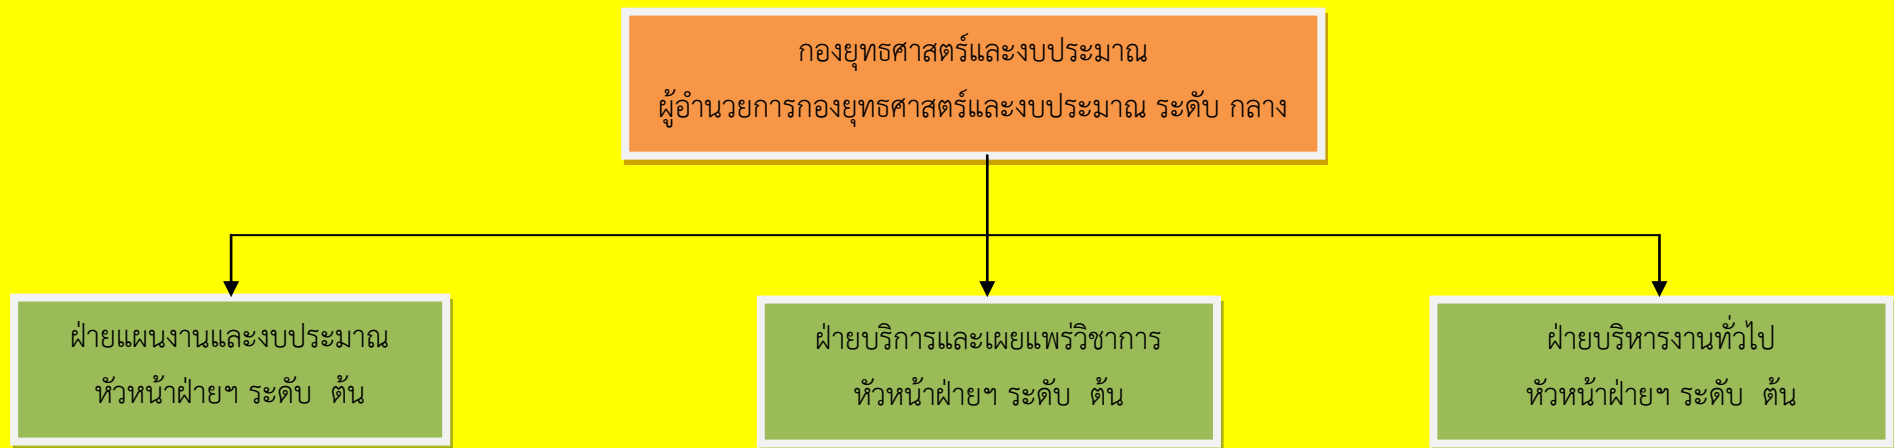 กองยุทธศาสตร์และงบประมาณ
ผู้อำนวยการกองยุทธศาสตร์และงบประมาณ ระดับ กลาง
ฝ่ายแผนงานและงบประมาณ
หัวหน้าฝ่ายฯ ระดับ  ต้น
ฝ่ายบริการและเผยแพร่วิชาการ
หัวหน้าฝ่ายฯ ระดับ  ต้น
ฝ่ายบริหารงานทั่วไป
หัวหน้าฝ่ายฯ ระดับ  ต้น